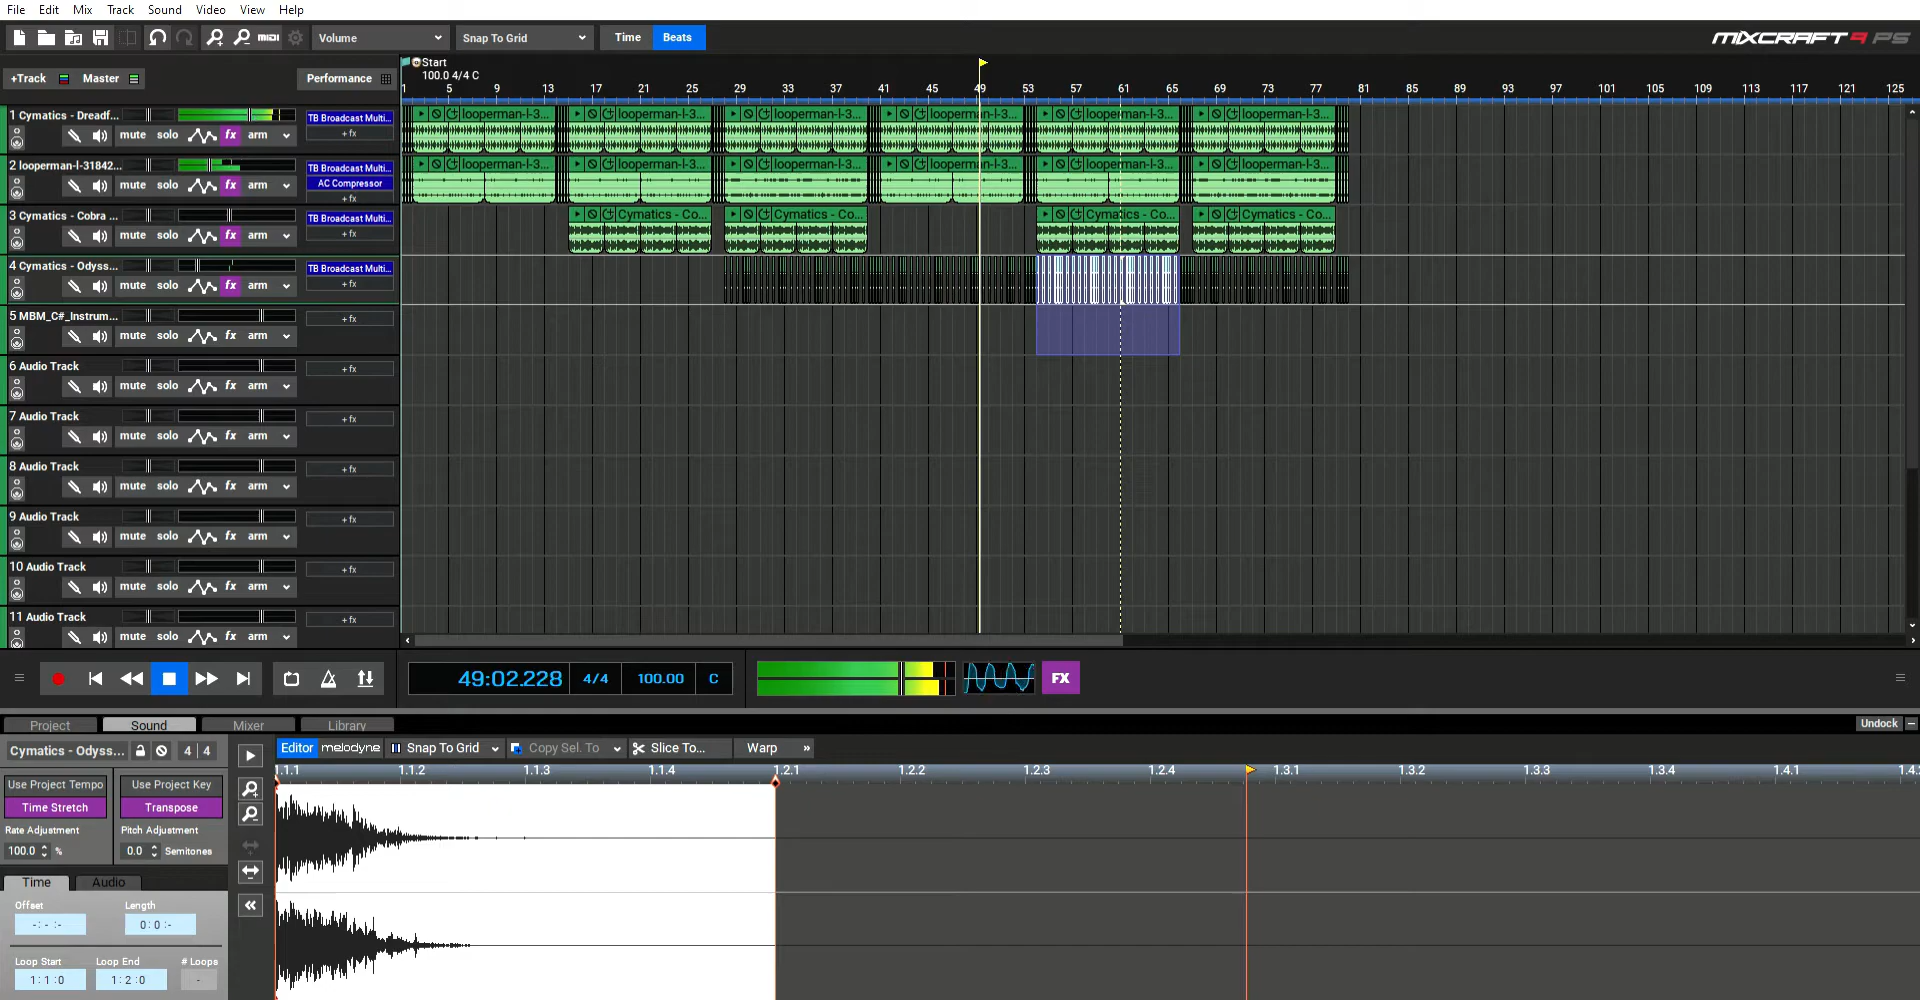 File Edit Mix Track Sound Video View Help
MIDI Volume Snap To Grid Time Beats MIXCRAFT 9 PS
+Track Master Performance
Start
100.0 4/4 C
1 5 9 13 17 21 25 29 33 37 41 45 49 53 57 61 65 69 73 77 81 85 89 93 97 101 105 109 113 117 121 125
1 Cymatics - Dreadf... TB Broadcast Multi... looperman-l-3... looperman-l-3... looperman-l-3... looperman-l-3... looperman-l-3... looperman-l-3...
mute solo fx arm +fx
2 looperman-l-31842... TB Broadcast Multi... looperman-l-3... looperman-l-3... looperman-l-3... looperman-l-3... looperman-l-3... looperman-l-3...
mute solo fx arm AC Compressor
+fx
3 Cymatics - Cobra ... TB Broadcast Multi... Cymatics - Co... Cymatics - Co... Cymatics - Co... Cymatics - Co...
mute solo fx arm +fx
4 Cymatics - Odyss... TB Broadcast Multi...
mute solo fx arm +fx
5 MBM_C#_Instrum... +fx
mute solo fx arm
6 Audio Track +fx
mute solo fx arm
7 Audio Track +fx
mute solo fx arm
8 Audio Track +fx
mute solo fx arm
9 Audio Track +fx
mute solo fx arm
10 Audio Track +fx
mute solo fx arm
11 Audio Track +fx
mute solo fx arm
49:02.228 4/4 100.00 C FX
Project Sound Mixer Library Undock
Cymatics - Odyss... 4 4 Editor melodyne Snap To Grid Copy Sel. To Slice To... Warp »
1.1.1 1.1.2 1.1.3 1.1.4 1.2.1 1.2.2 1.2.3 1.2.4 1.3.1 1.3.2 1.3.3 1.3.4 1.4.1 1.4.
Use Project Tempo Use Project Key
Time Stretch Transpose
Rate Adjustment Pitch Adjustment
100.0 % 0.0 Semitones
Time Audio
Offset Length
-:-:- 0:0:-
Loop Start Loop End # Loops
1:1:0 1:2:0 -